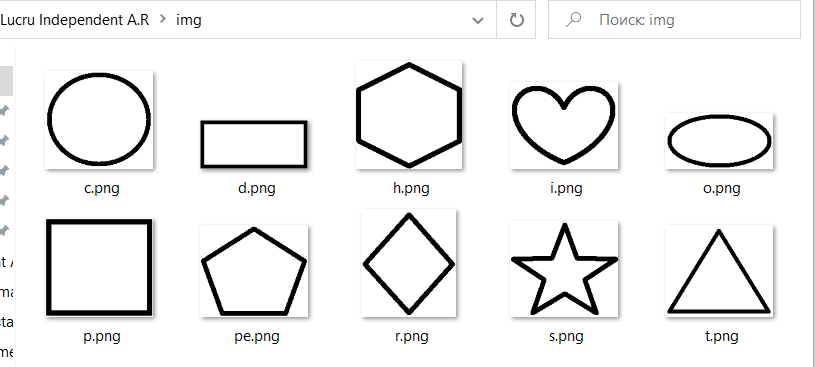 Lucru Independent A.R > img
Поиск: img
c.png
d.png
h.png
i.png
o.png
p.png
pe.png
r.png
s.png
t.png